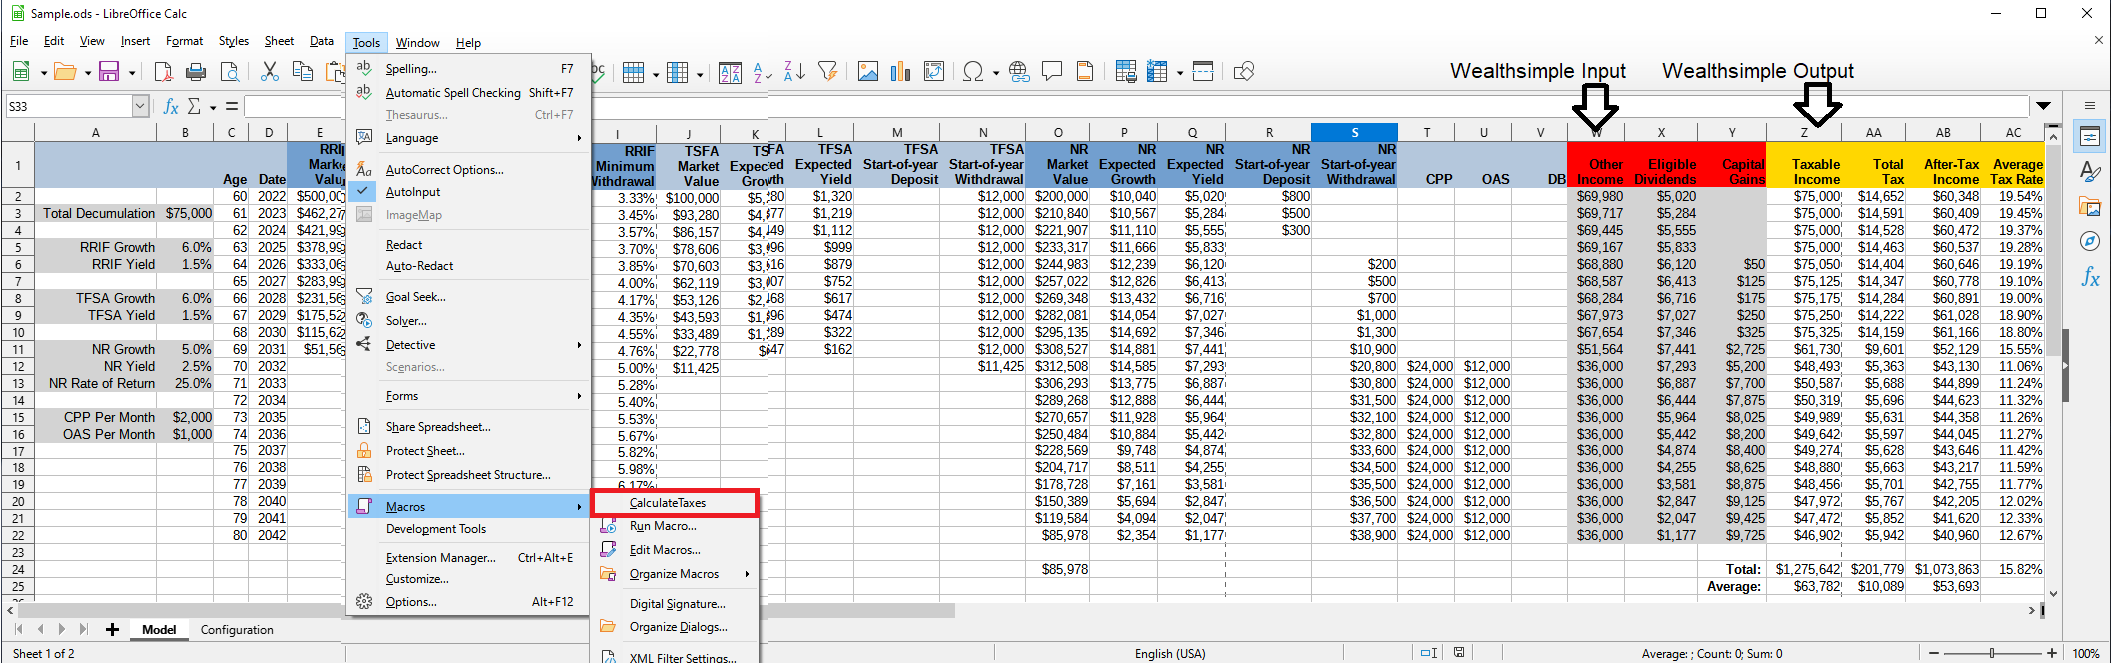 Sample.ods - LibreOffice Calc
File Edit View Insert Format Styles Sheet Data Tools Window Help
Wealthsimple Input Wealthsimple Output
S33
A B C D E I J K L M N O P Q R S T U V W X Y Z AA AB AC
RRIF TSFA TFSA TFSA TFSA NR NR NR NR NR
Market Minimum Market Expected Start-of-year Start-of-year Market Expected Expected Start-of-year Start-of-year Other Eligible Capital Taxable Total After-Tax Average
1 Age Date Withdrawal Value Yield Deposit Withdrawal Value Growth Yield Deposit Withdrawal CPP OAS DB Income Dividends Gains Income Tax Income Tax Rate
2 60 2022 3.33% $100,000 $1,320 $12,000 $200,000 $10,040 $5,020 $800 $69,980 $5,020 $75,000 $14,652 $60,348 19.54%
3 Total Decumulation $75,000 61 2023 3.45% $93,280 $1,219 $12,000 $210,840 $10,567 $5,284 $500 $69,717 $5,284 $75,000 $14,591 $60,409 19.45%
4 62 2024 3.57% $86,157 $1,112 $12,000 $221,907 $11,110 $5,555 $300 $69,445 $5,555 $75,000 $14,528 $60,472 19.37%
5 RRIF Growth 6.0% 63 2025 3.70% $78,606 $999 $12,000 $233,317 $11,666 $5,833 $69,167 $5,833 $75,000 $14,463 $60,537 19.28%
6 RRIF Yield 1.5% 64 2026 3.85% $70,603 $879 $12,000 $244,983 $12,239 $6,120 $200 $68,880 $6,120 $50 $75,050 $14,404 $60,646 19.19%
7 65 2027 4.00% $62,119 $752 $12,000 $257,022 $12,826 $6,413 $500 $68,587 $6,413 $125 $75,125 $14,347 $60,778 19.10%
8 TFSA Growth 6.0% 66 2028 4.17% $53,126 $617 $12,000 $269,348 $13,432 $6,716 $700 $68,284 $6,716 $175 $75,175 $14,284 $60,891 19.00%
9 TFSA Yield 1.5% 67 2029 4.35% $43,593 $474 $12,000 $282,081 $14,054 $7,027 $1,000 $67,973 $7,027 $250 $75,250 $14,222 $61,028 18.90%
10 68 2030 4.55% $33,489 $322 $12,000 $295,135 $14,692 $7,346 $1,300 $67,654 $7,346 $325 $75,325 $14,159 $61,166 18.80%
11 NR Growth 5.0% 69 2031 4.76% $22,778 $162 $12,000 $308,527 $14,881 $7,441 $10,900 $51,564 $7,441 $2,725 $61,730 $9,601 $52,129 15.55%
12 NR Yield 2.5% 70 2032 5.00% $11,425 $11,425 $312,508 $14,585 $7,293 $20,800 $24,000 $12,000 $36,000 $7,293 $5,200 $48,493 $5,363 $43,130 11.06%
13 NR Rate of Return 25.0% 71 2033 5.28% $306,293 $13,775 $6,887 $30,800 $24,000 $12,000 $36,000 $6,887 $7,700 $50,587 $5,688 $44,899 11.24%
14 72 2034 5.40% $289,268 $12,888 $6,444 $31,500 $24,000 $12,000 $36,000 $6,444 $7,875 $50,319 $5,696 $44,623 11.32%
15 CPP Per Month $2,000 73 2035 5.53% $270,657 $11,928 $5,964 $32,100 $24,000 $12,000 $36,000 $5,964 $8,025 $49,989 $5,631 $44,358 11.26%
16 OAS Per Month $1,000 74 2036 5.67% $250,484 $10,884 $5,442 $32,800 $24,000 $12,000 $36,000 $5,442 $8,200 $49,642 $5,597 $44,045 11.27%
17 75 2037 5.82% $228,569 $9,748 $4,874 $33,600 $24,000 $12,000 $36,000 $4,874 $8,400 $49,274 $5,628 $43,646 11.42%
18 76 2038 5.98% $204,717 $8,511 $4,255 $34,500 $24,000 $12,000 $36,000 $4,255 $8,625 $48,880 $5,663 $43,217 11.59%
19 77 2039 6.17% $178,728 $7,161 $3,581 $35,500 $24,000 $12,000 $36,000 $3,581 $8,875 $48,456 $5,701 $42,755 11.77%
20 78 2040 $150,389 $5,694 $2,847 $36,500 $24,000 $12,000 $36,000 $2,847 $9,125 $47,972 $5,767 $42,205 12.02%
21 79 2041 $119,584 $4,094 $2,047 $37,700 $24,000 $12,000 $36,000 $2,047 $9,425 $47,472 $5,852 $41,620 12.33%
22 80 2042 $85,978 $2,354 $1,177 $38,900 $24,000 $12,000 $36,000 $1,177 $9,725 $46,902 $5,942 $40,960 12.67%
23
24 $85,978 Total: $1,275,642 $201,779 $1,073,863 15.82%
25 Average: $63,782 $10,089 $53,693
Spelling... F7
Automatic Spell Checking Shift+F7
Thesaurus... Ctrl+F7
Language
AutoCorrect Options...
AutoInput
ImageMap
Redact
Auto-Redact
Goal Seek...
Solver...
Detective
Scenarios...
Forms
Share Spreadsheet...
Protect Sheet...
Protect Spreadsheet Structure...
Macros
Development Tools
Extension Manager... Ctrl+Alt+E
Customize...
Options... Alt+F12
CalculateTaxes
Run Macro...
Edit Macros...
Organize Macros
Digital Signature...
Organize Dialogs...
XML Filter Settings...
Model Configuration
Sheet 1 of 2 English (USA) Average: ; Count: 0; Sum: 0 100%